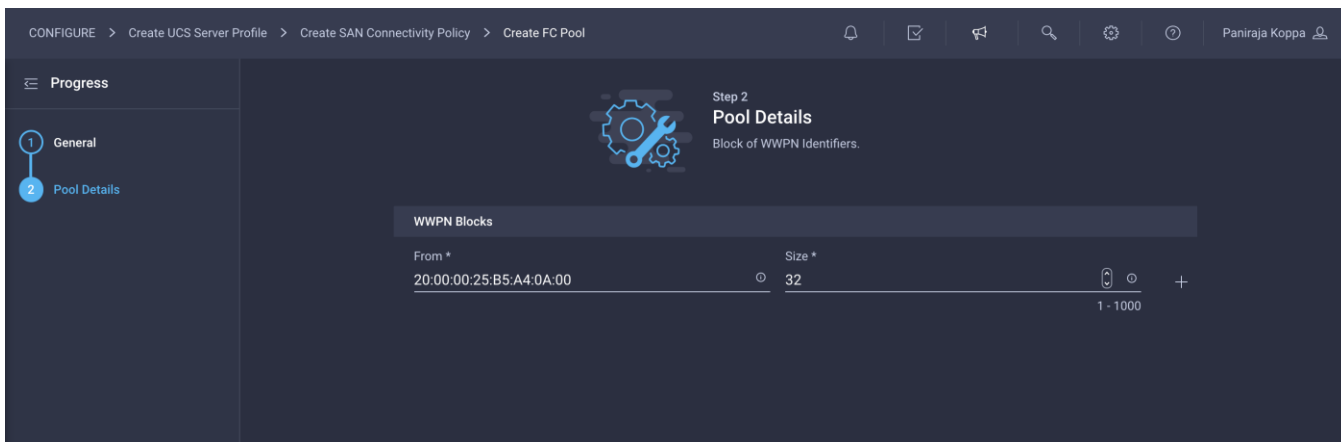 CONFIGURE > Create UCS Server Profile > Create SAN Connectivity Policy > Create FC Pool
Paniraja Koppa
Progress
1 General
2 Pool Details
Step 2
Pool Details
Block of WWPN Identifiers.
WWPN Blocks
From * Size *
20:00:00:25:B5:A4:0A:00 32
1 - 1000